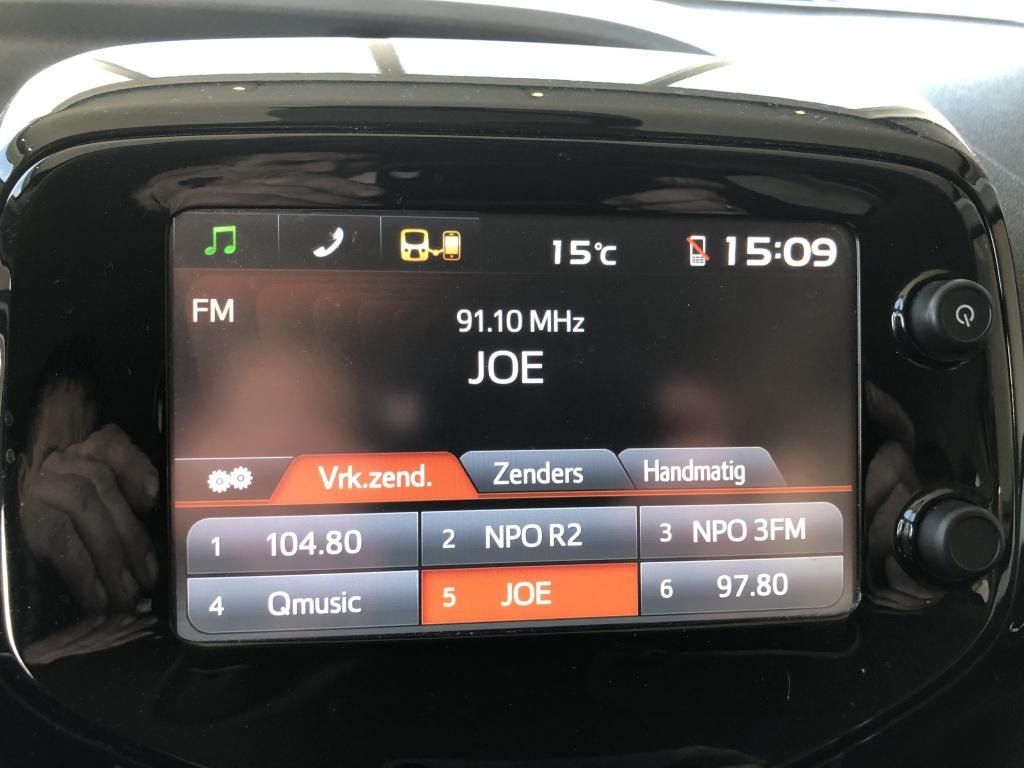 15°C 15:09
FM
91.10 MHz
JOE
Vrk.zend. Zenders Handmatig
1 104.80 2 NPO R2 3 NPO 3FM
4 Qmusic 5 JOE 6 97.80